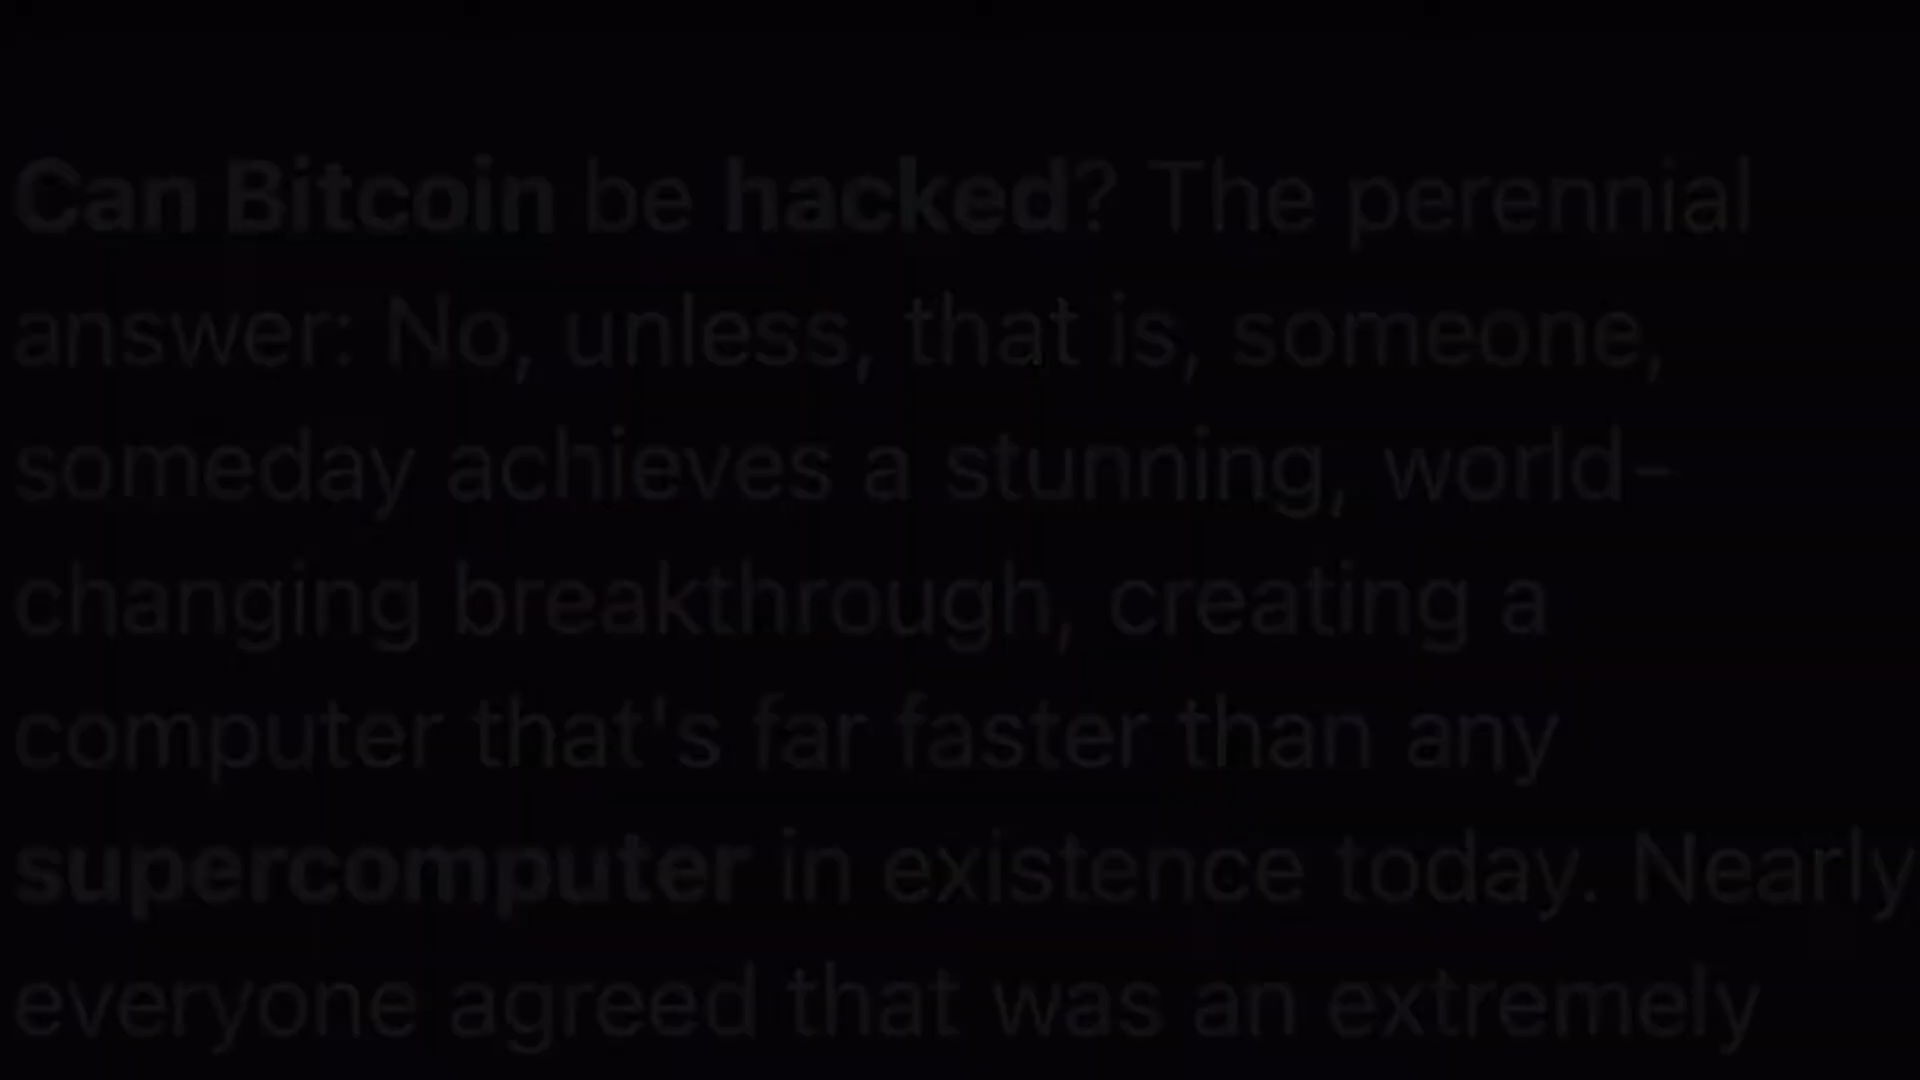 Can Bitcoin be hacked? The perennial
answer: No, unless, that is, someone,
someday achieves a stunning, world-
changing breakthrough, creating a
computer that's far faster than any
supercomputer in existence today. Nearly
everyone agreed that was an extremely